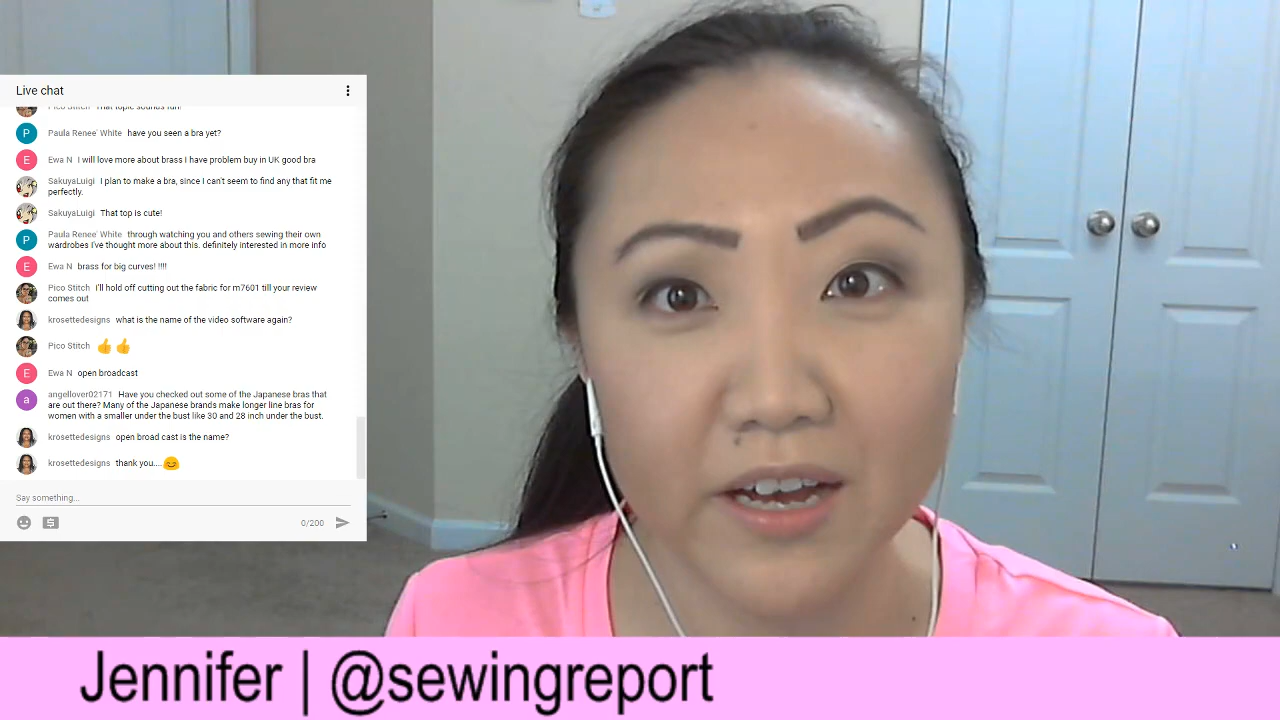 Live chat
Pico Stitch That topic sounds fun!
P Paula Renee' White have you seen a bra yet?
E Ewa N I will love more about brass I have problem buy in UK good bra
SakuyaLuigi I plan to make a bra, since I can't seem to find any that fit me
perfectly.
SakuyaLuigi That top is cute!
P Paula Renee' White through watching you and others sewing their own
wardrobes I've thought more about this. definitely interested in more info
E Ewa N brass for big curves! !!!!
Pico Stitch i'll hold off cutting out the fabric for m7601 till your review
comes out
krosettedesigns what is the name of the video software again?
Pico Stitch 👍👍
E Ewa N open broadcast
a angellover02171 Have you checked out some of the Japanese bras that
are out there? Many of the Japanese brands make longer line bras for
women with a smaller under the bust like 30 and 28 inch under the bust.
krosettedesigns open broad cast is the name?
krosettedesigns thank you....😊
Say something...
0/200
Jennifer | @sewingreport